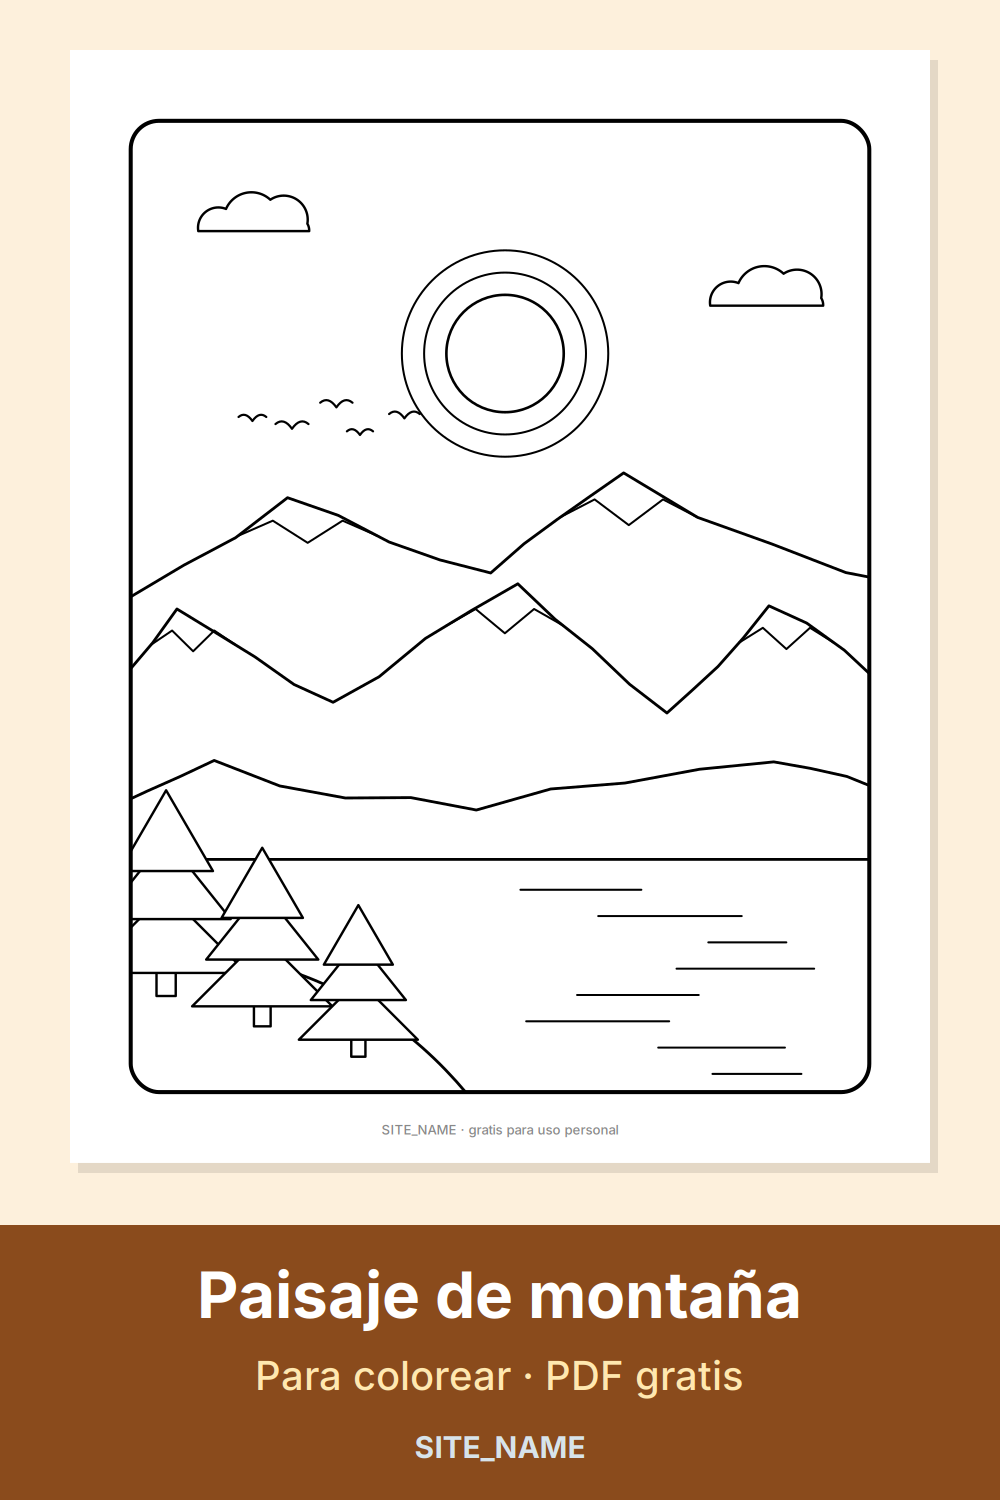 SITE_NAME · gratis para uso personal
Paisaje de montaña
Para colorear · PDF gratis
SITE_NAME